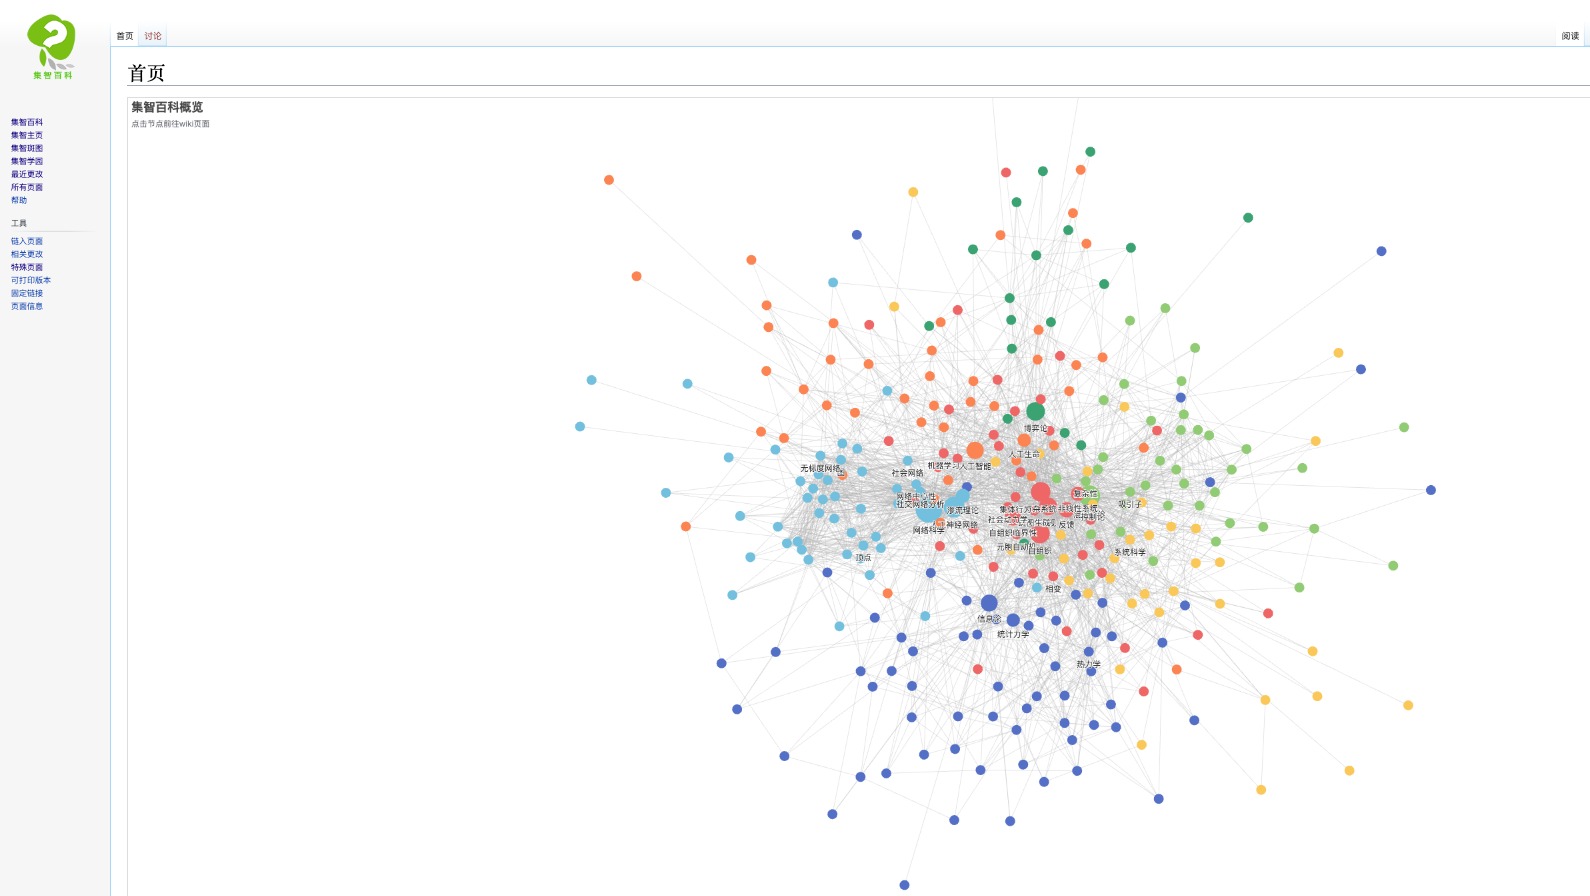 集智百科
首页 讨论
阅读
首页
集智百科
集智主页
集智斑图
集智学园
最近更改
所有页面
帮助
工具
链入页面
相关更改
特殊页面
可打印版本
固定链接
页面信息
集智百科概览
点击节点前往wiki页面
博弈论
人工生命
机器学习
人工智能
无标度网络
社会网络
网络中心性
社交网络分析
渗流理论
神经网络
网络科学
顶点
复杂性
吸引子
集体行为
非线性系统
控制论
反馈
自组织临界性
元胞自动机
自组织
系统科学
相变
信息论
统计力学
热力学